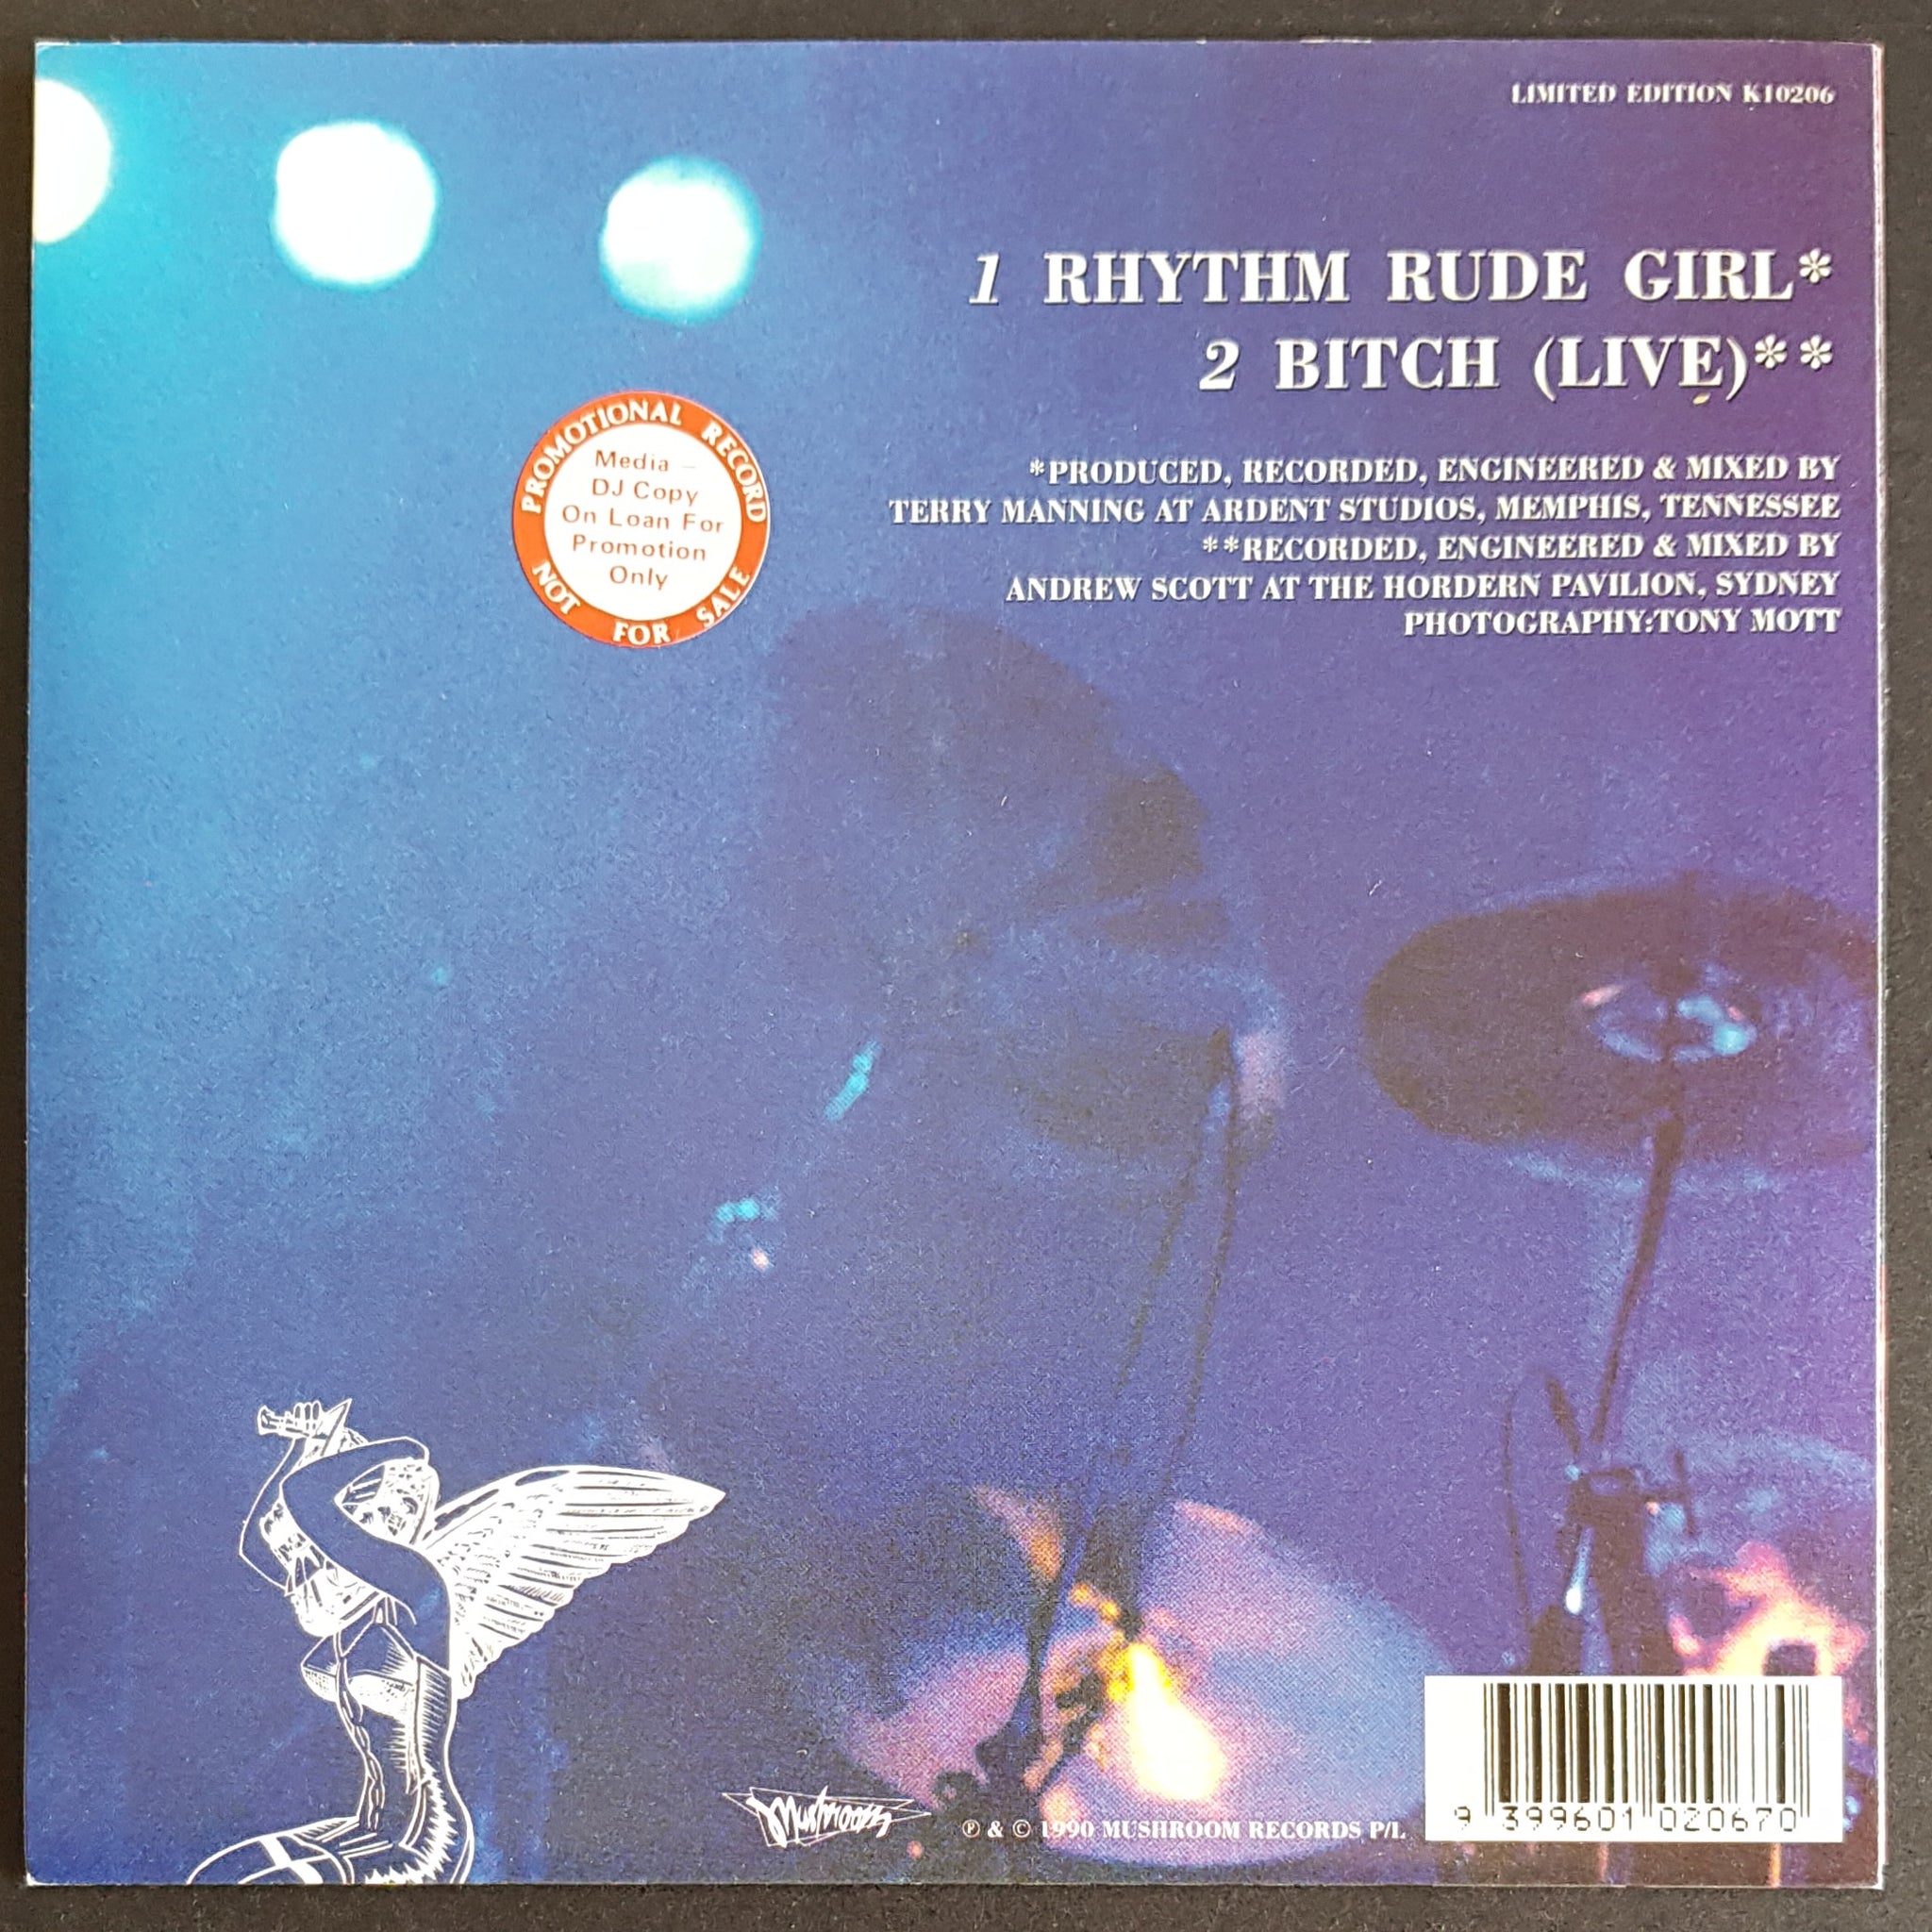 LIMITED EDITION K10206
1 RHYTHM RUDE GIRL*
2 BITCH (LIVE)**
PROMOTIONAL RECORD
Media –
DJ Copy
On Loan For
Promotion
Only
NOT FOR SALE
*PRODUCED, RECORDED, ENGINEERED & MIXED BY
TERRY MANNING AT ARDENT STUDIOS, MEMPHIS, TENNESSEE
**RECORDED, ENGINEERED & MIXED BY
ANDREW SCOTT AT THE HORDERN PAVILION, SYDNEY
PHOTOGRAPHY:TONY MOTT
Mushroom
℗ & © 1990 MUSHROOM RECORDS P/L
9 399601 020670